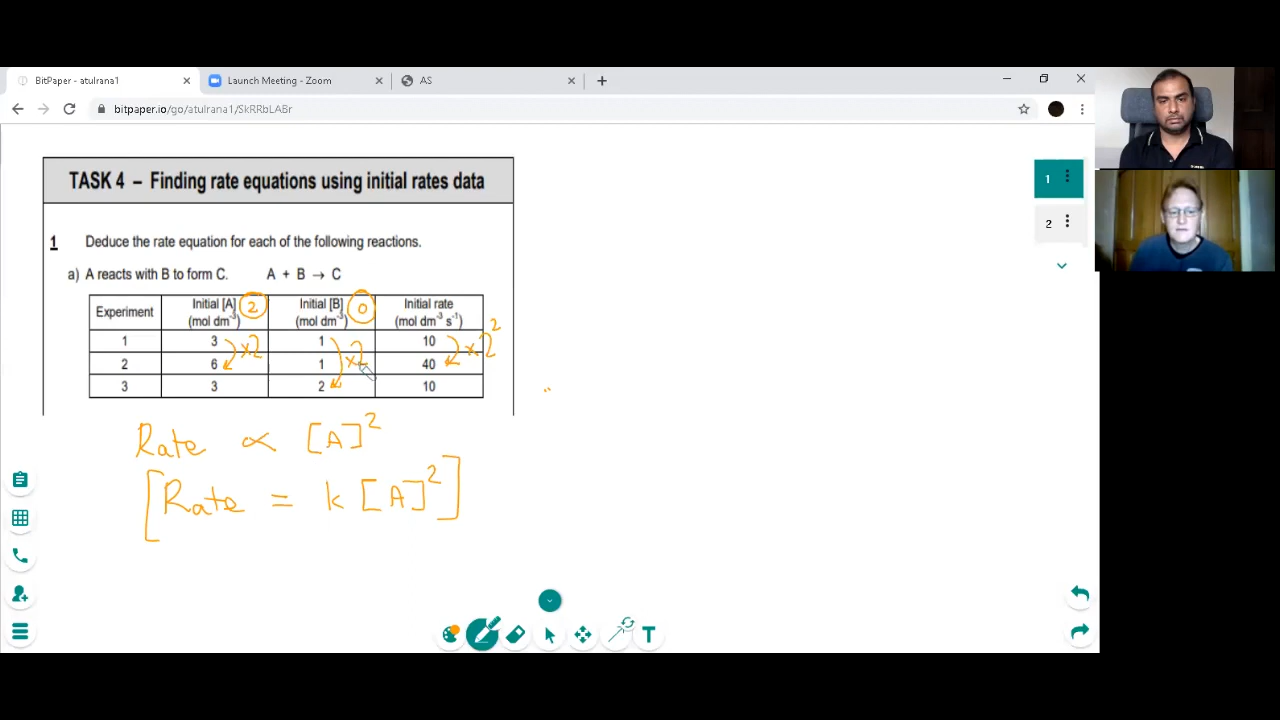 BitPaper - atulrana1
Launch Meeting - Zoom
AS
bitpaper.io/go/atulrana1/SkRRbLABr
TASK 4 – Finding rate equations using initial rates data
1 Deduce the rate equation for each of the following reactions.
a) A reacts with B to form C. A + B → C
Experiment Initial [A] (mol dm⁻³) 2 Initial [B] (mol dm⁻³) 0 Initial rate (mol dm⁻³ s⁻¹)
1 3 1 10
×2 ×2 ×2²
2 6 1 40
3 3 2 10
Rate ∝ [A]²
[Rate = k [A]²]
1
2
T